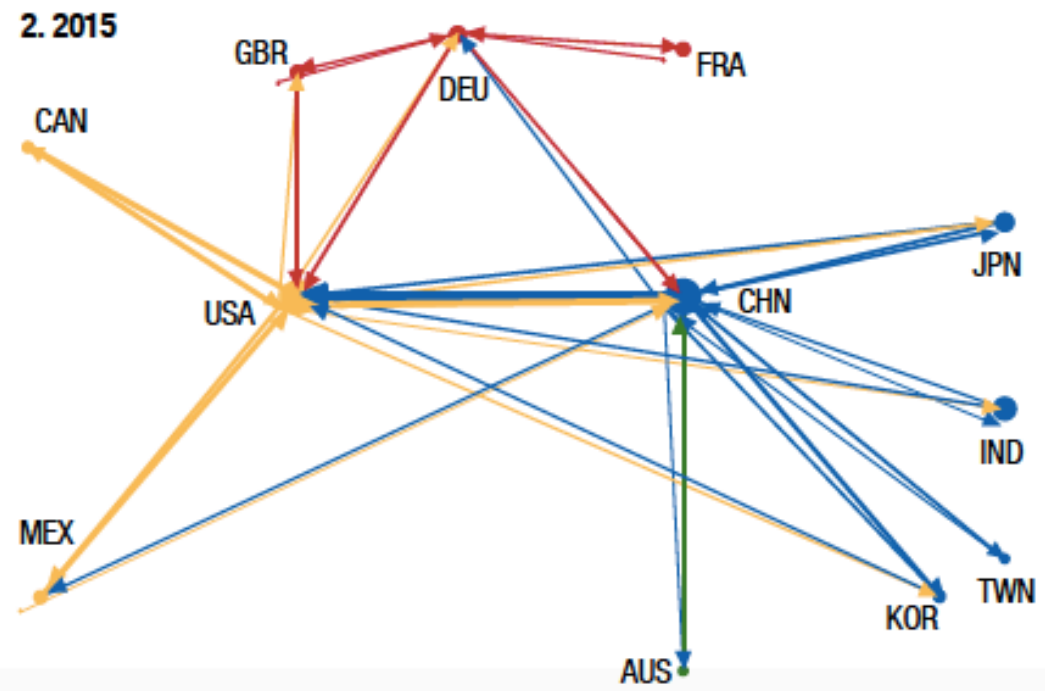 2. 2015
GBR
DEU
FRA
CAN
JPN
USA
CHN
IND
MEX
TWN
KOR
AUS